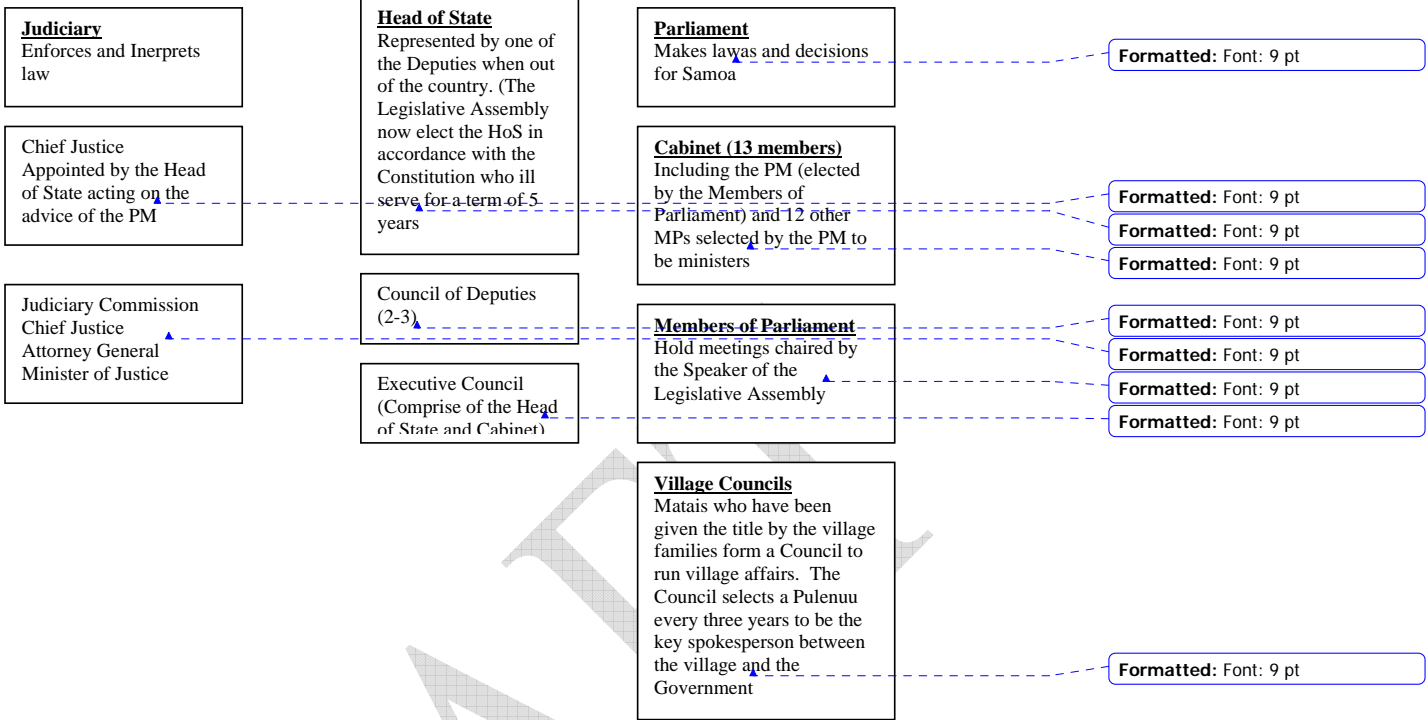 Judiciary
Enforces and Inerprets
law
Chief Justice
Appointed by the Head
of State acting on the
advice of the PM
Judiciary Commission
Chief Justice
Attorney General
Minister of Justice
Head of State
Represented by one of
the Deputies when out
of the country. (The
Legislative Assembly
now elect the HoS in
accordance with the
Constitution who ill
serve for a term of 5
years
Council of Deputies
(2-3)
Executive Council
(Comprise of the Head
of State and Cabinet)
Parliament
Makes lawas and decisions
for Samoa
Cabinet (13 members)
Including the PM (elected
by the Members of
Parliament) and 12 other
MPs selected by the PM to
be ministers
Members of Parliament
Hold meetings chaired by
the Speaker of the
Legislative Assembly
Village Councils
Matais who have been
given the title by the village
families form a Council to
run village affairs.  The
Council selects a Pulenuu
every three years to be the
key spokesperson between
the village and the
Government
Formatted: Font: 9 pt
Formatted: Font: 9 pt
Formatted: Font: 9 pt
Formatted: Font: 9 pt
Formatted: Font: 9 pt
Formatted: Font: 9 pt
Formatted: Font: 9 pt
Formatted: Font: 9 pt
Formatted: Font: 9 pt